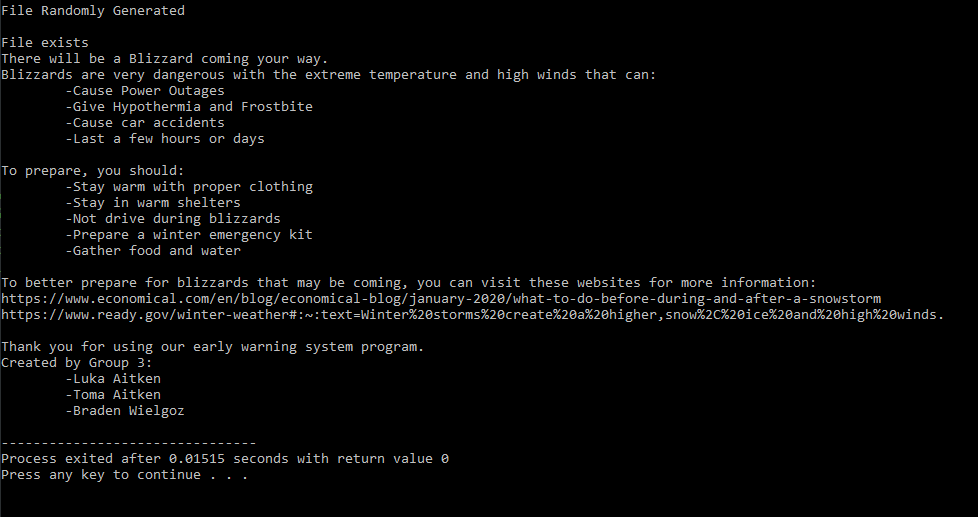 File Randomly Generated

File exists
There will be a Blizzard coming your way.
Blizzards are very dangerous with the extreme temperature and high winds that can:
        -Cause Power Outages
        -Give Hypothermia and Frostbite
        -Cause car accidents
        -Last a few hours or days

To prepare, you should:
        -Stay warm with proper clothing
        -Stay in warm shelters
        -Not drive during blizzards
        -Prepare a winter emergency kit
        -Gather food and water

To better prepare for blizzards that may be coming, you can visit these websites for more information:
https://www.economical.com/en/blog/economical-blog/january-2020/what-to-do-before-during-and-after-a-snowstorm
https://www.ready.gov/winter-weather#:~:text=Winter%20storms%20create%20a%20higher,snow%2C%20ice%20and%20high%20winds.

Thank you for using our early warning system program.
Created by Group 3:
        -Luka Aitken
        -Toma Aitken
        -Braden Wielgoz

--------------------------------
Process exited after 0.01515 seconds with return value 0
Press any key to continue . . .